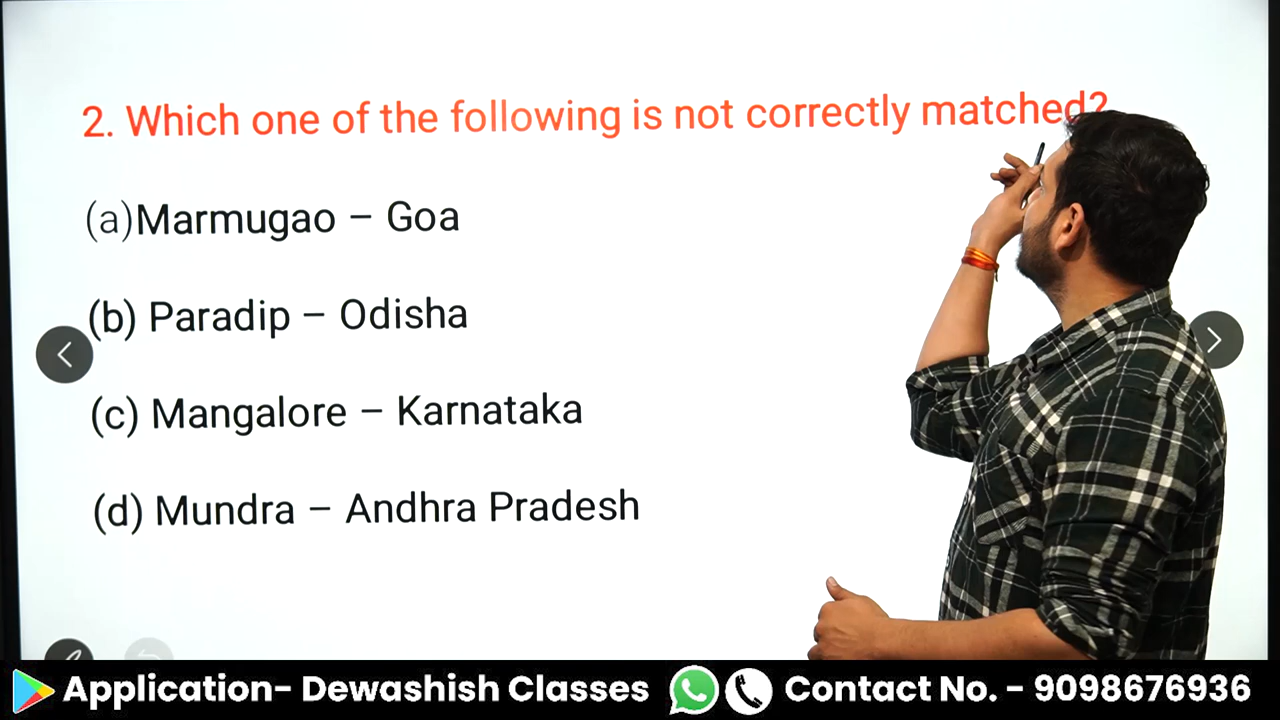 2. Which one of the following is not correctly matched?
(a)Marmugao – Goa
(b) Paradip – Odisha
(c) Mangalore – Karnataka
(d) Mundra – Andhra Pradesh
Application- Dewashish Classes Contact No. - 9098676936